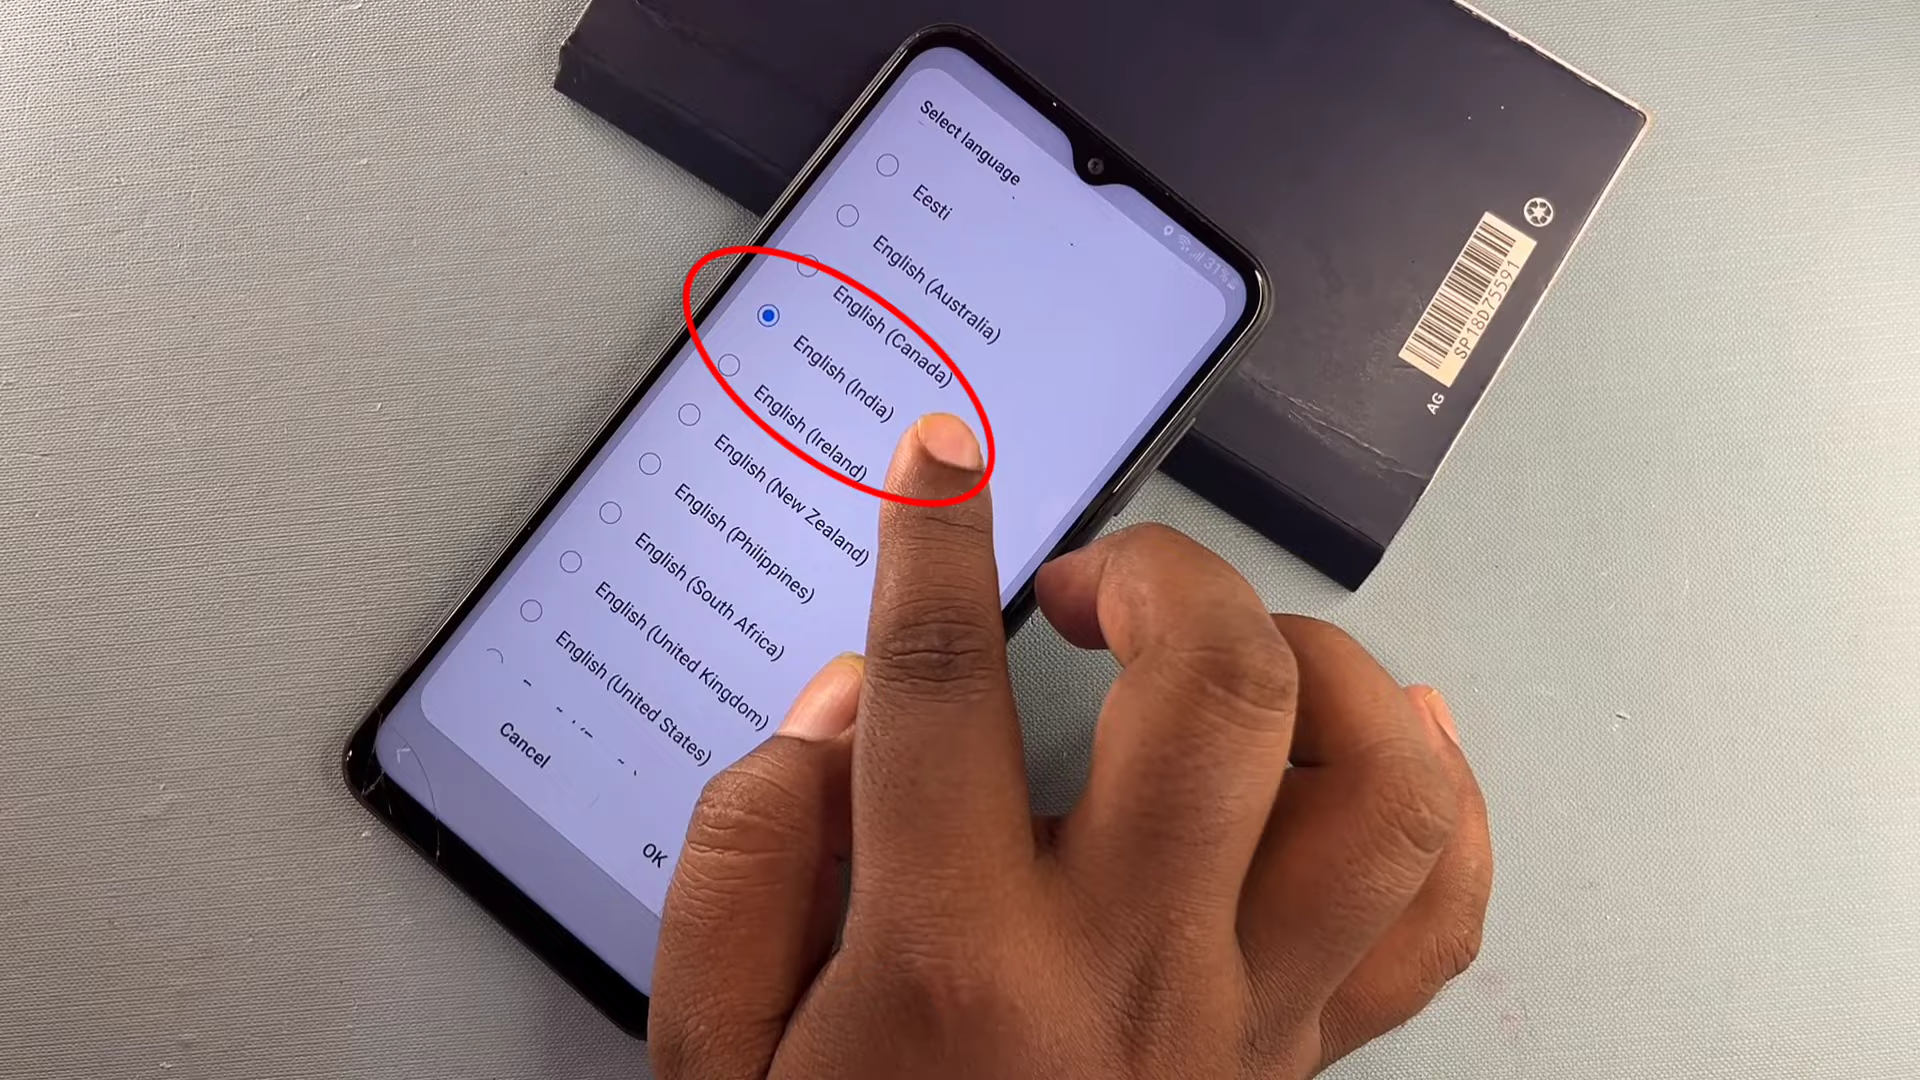 Select language
31%
Eesti
English (Australia)
English (Canada)
English (India)
English (Ireland)
English (New Zealand)
English (Philippines)
English (South Africa)
English (United Kingdom)
English (United States)
Cancel
OK
SP18D75591
AG